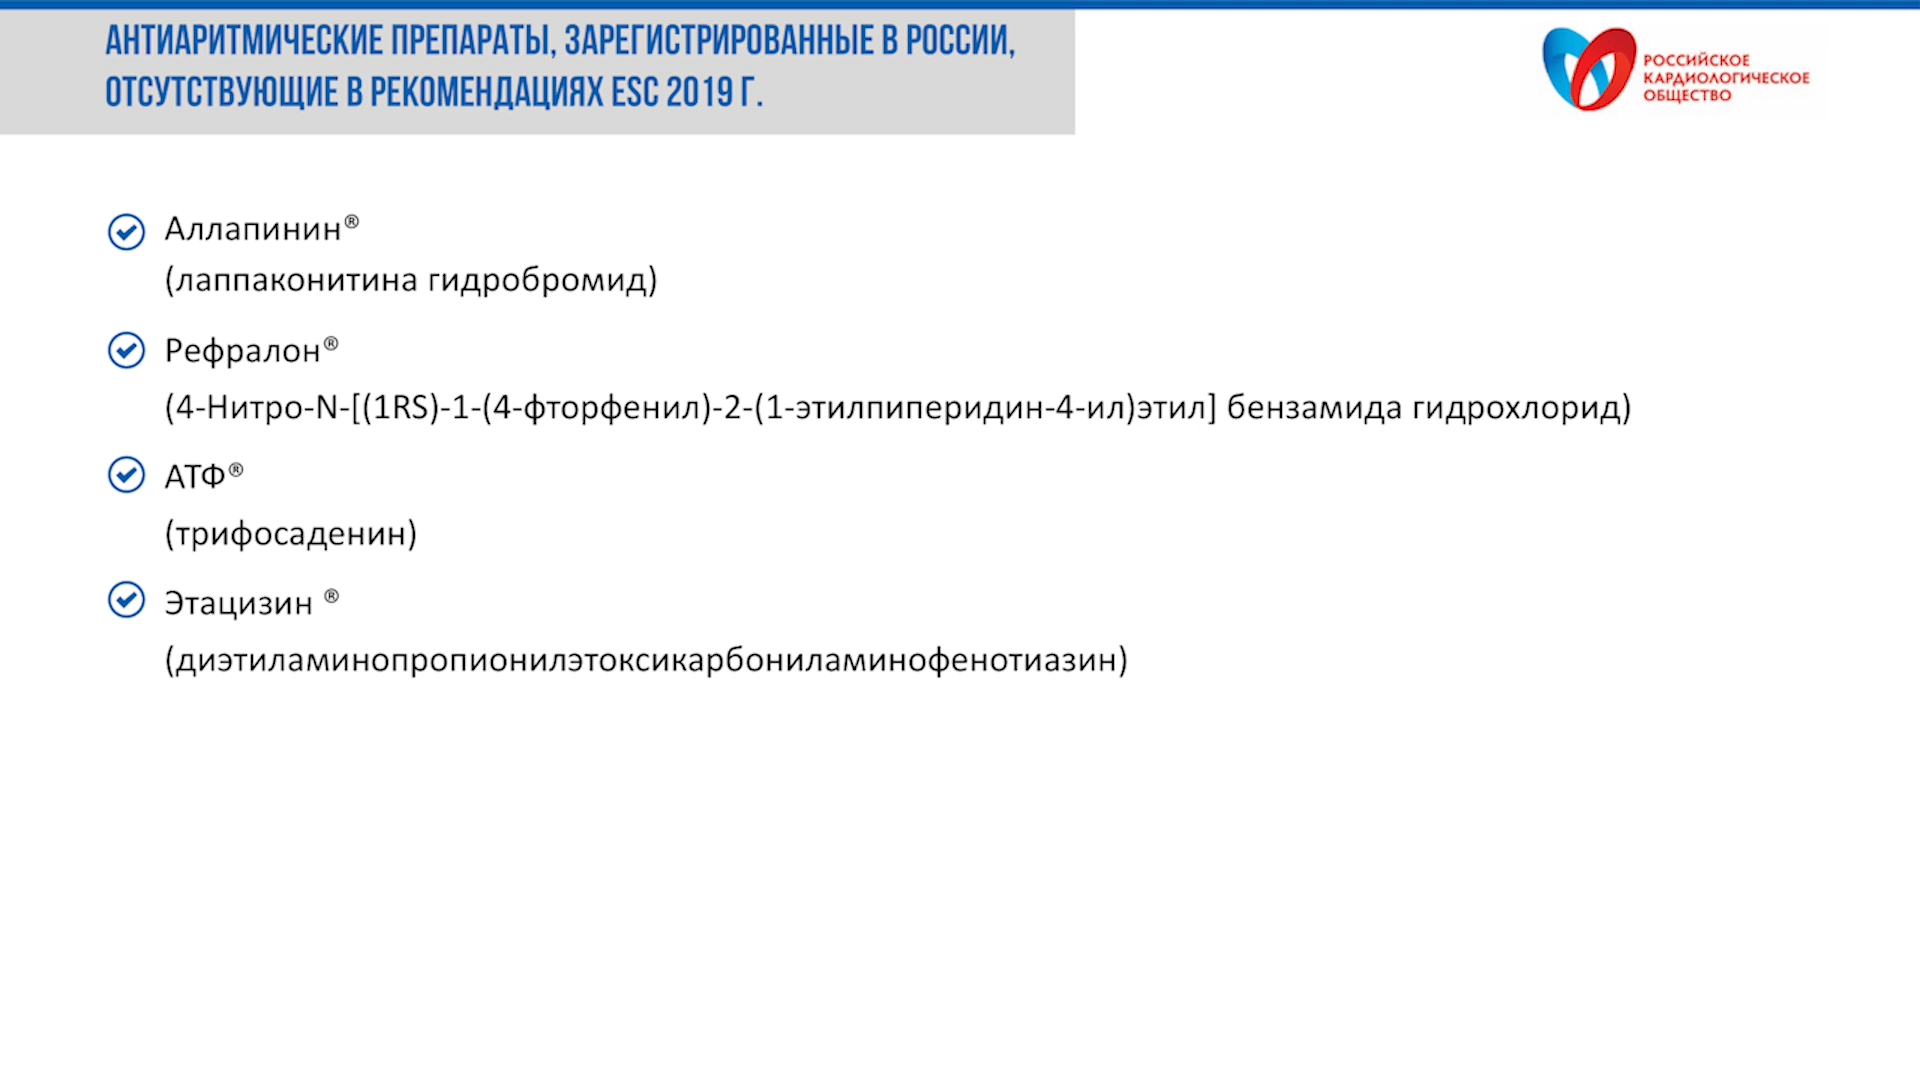 АНТИАРИТМИЧЕСКИЕ ПРЕПАРАТЫ, ЗАРЕГИСТРИРОВАННЫЕ В РОССИИ,
ОТСУТСТВУЮЩИЕ В РЕКОМЕНДАЦИЯХ ESC 2019 Г.
РОССИЙСКОЕ
КАРДИОЛОГИЧЕСКОЕ
ОБЩЕСТВО
Аллапинин®
(лаппаконитина гидробромид)
Рефралон®
(4-Нитро-N-[(1RS)-1-(4-фторфенил)-2-(1-этилпиперидин-4-ил)этил] бензамида гидрохлорид)
АТФ®
(трифосаденин)
Этацизин ®
(диэтиламинопропионилэтоксикарбониламинофенотиазин)